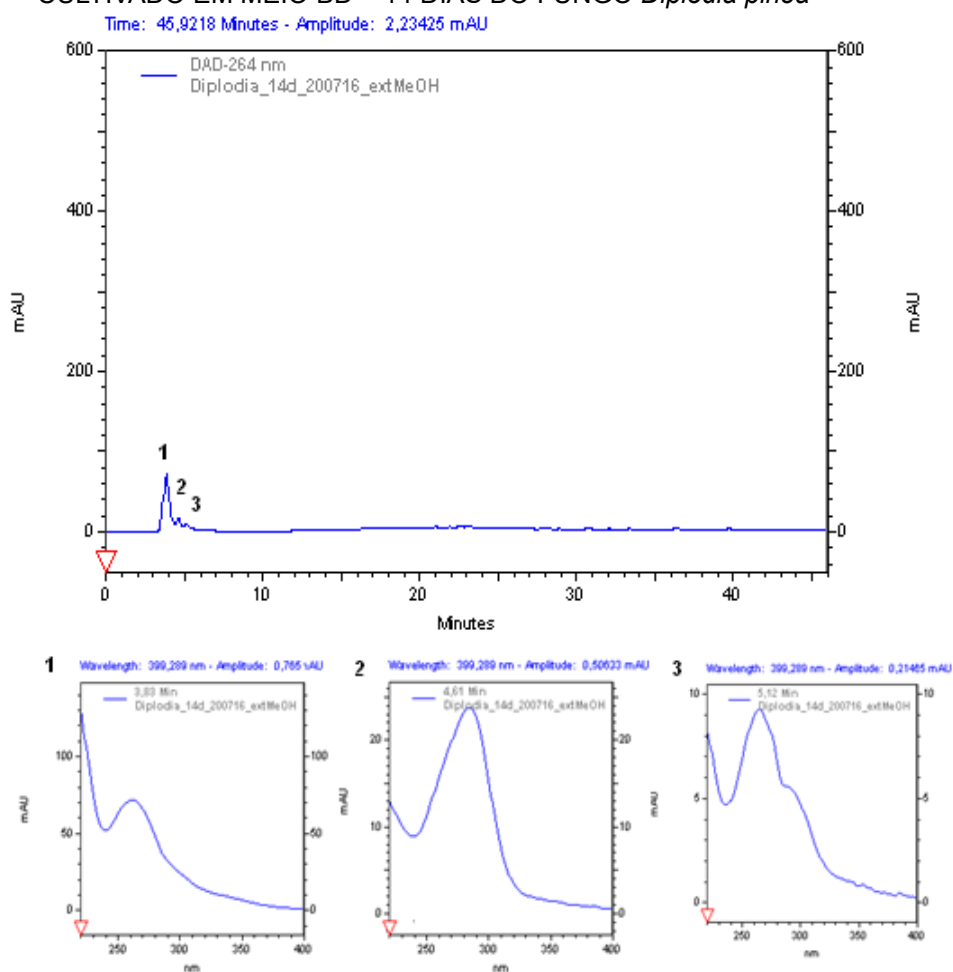 CULTIVADO EM MEIO BD – 14 DIAS DO FUNGO Diplodia pinea
Time: 45,9218 Minutes - Amplitude: 2,23425 mAU
DAD-264 nm
Diplodia_14d_200716_extMeOH
600 600
400 400
200 200
0 0
mAU mAU
1
2
3
0 10 20 30 40
Minutes
1 Wavelength: 399,289 nm - Amplitude: 0,765 mAU
3,83 Min
Diplodia_14d_200716_extMeOH
100 100
50 50
0 0
mAU mAU
250 300 350 400
nm
2 Wavelength: 399,289 nm - Amplitude: 0,50633 mAU
4,61 Min
Diplodia_14d_200716_extMeOH
20 20
10 10
0 0
mAU mAU
250 300 350 400
nm
3 Wavelength: 399,289 nm - Amplitude: 0,21465 mAU
5,12 Min
Diplodia_14d_200716_extMeOH
10 10
5 5
0 0
mAU mAU
250 300 350 400
nm